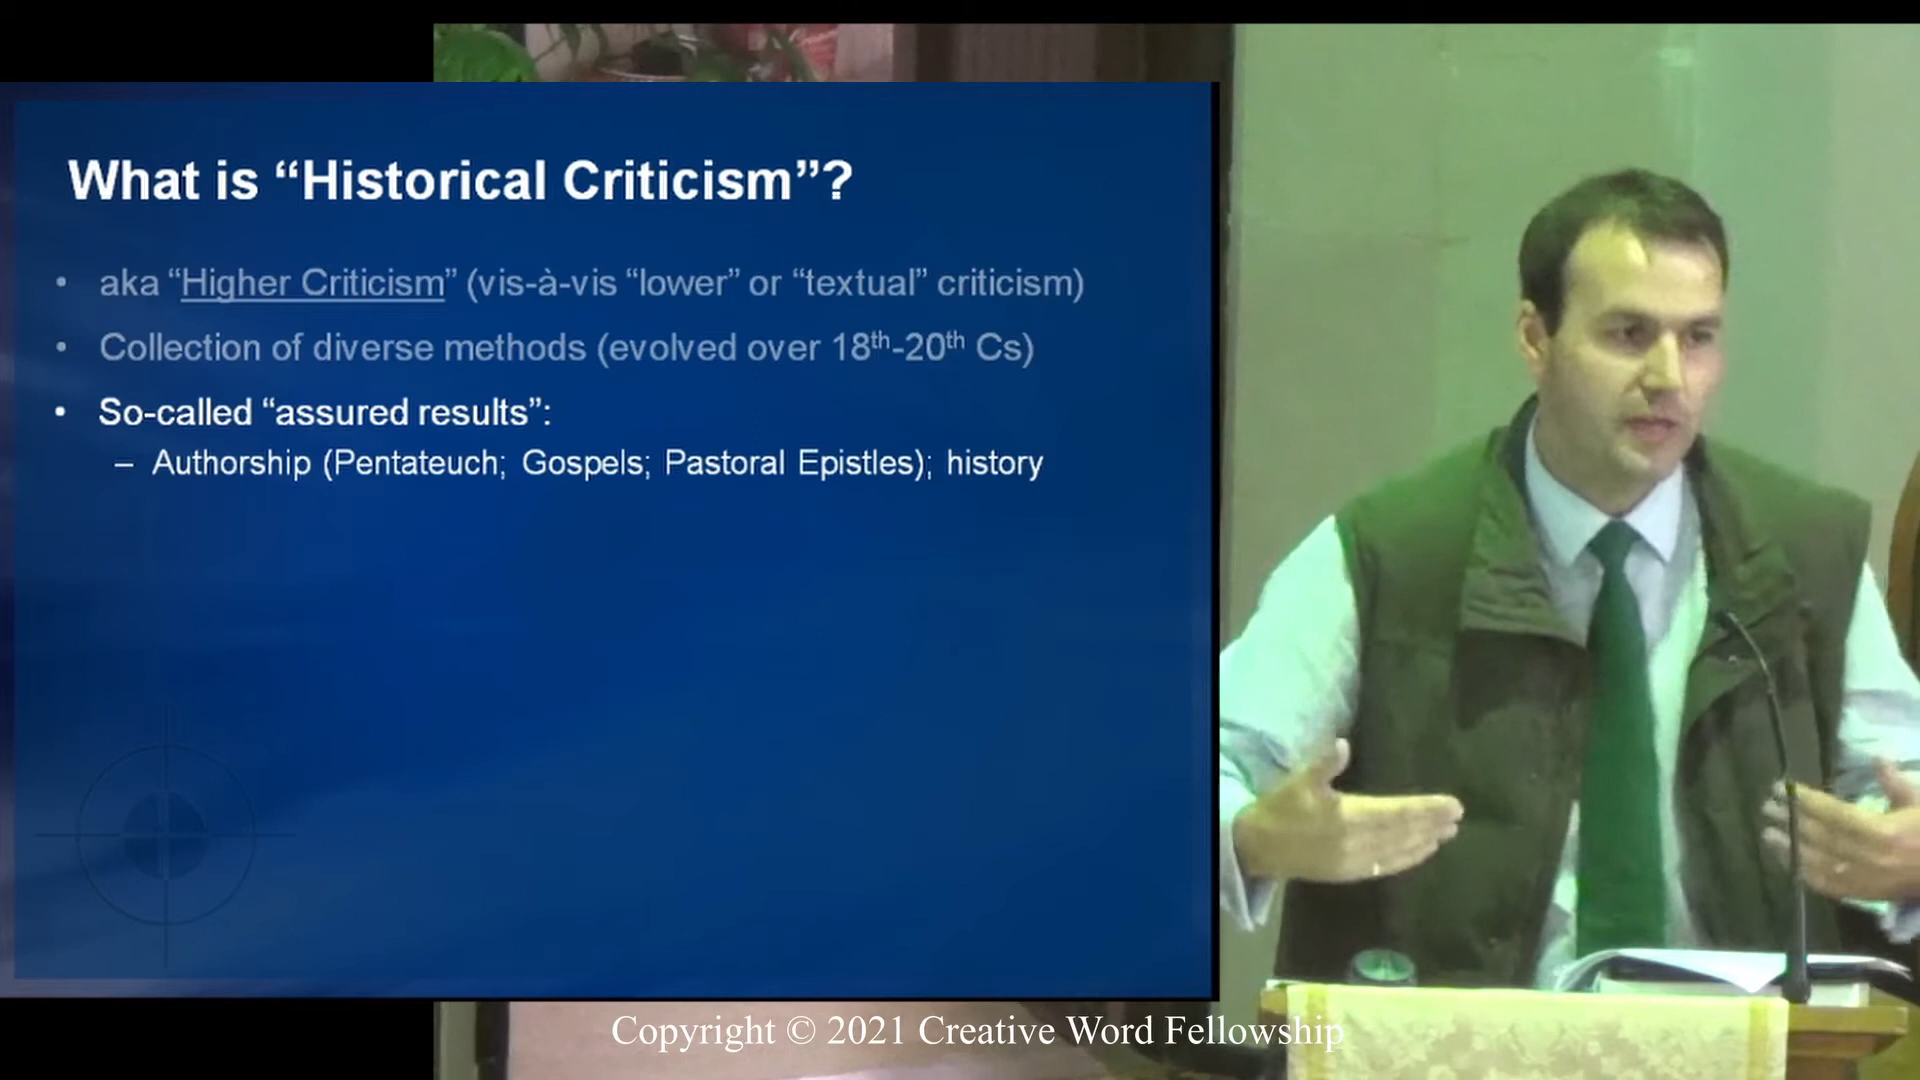 What is “Historical Criticism”?
• aka “Higher Criticism” (vis-à-vis “lower” or “textual” criticism)
• Collection of diverse methods (evolved over 18th-20th Cs)
• So-called “assured results”:
– Authorship (Pentateuch; Gospels; Pastoral Epistles); history
Copyright © 2021 Creative Word Fellowship